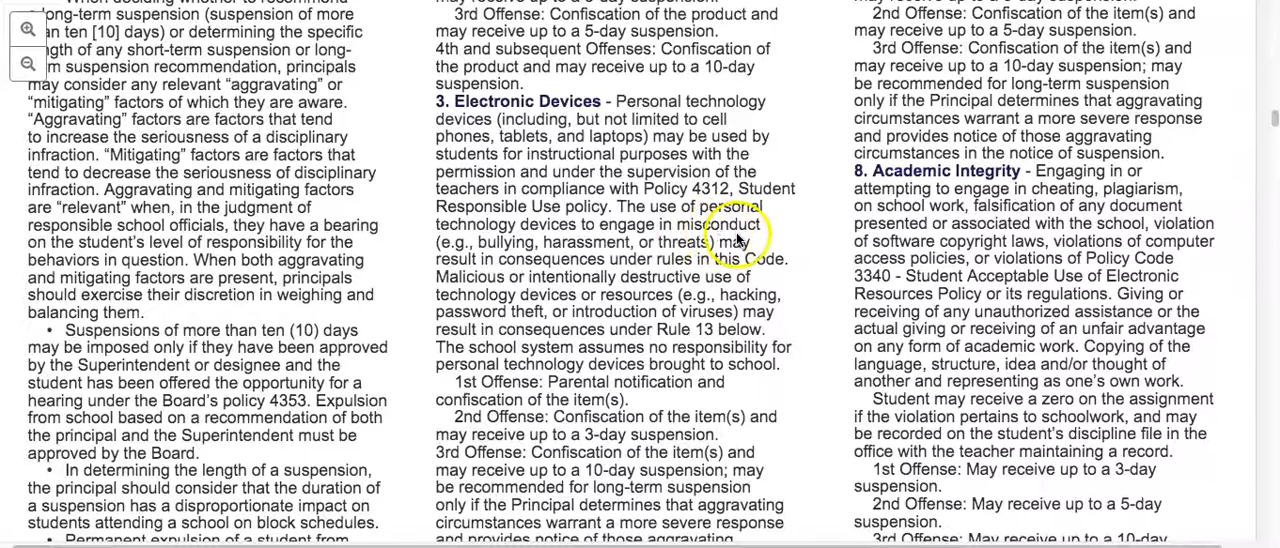 When deciding whether to recommend
long-term suspension (suspension of more
an ten [10] days) or determining the specific
ngth of any short-term suspension or long-
m suspension recommendation, principals
may consider any relevant “aggravating” or
“mitigating” factors of which they are aware.
“Aggravating” factors are factors that tend
to increase the seriousness of a disciplinary
infraction. “Mitigating” factors are factors that
tend to decrease the seriousness of disciplinary
infraction. Aggravating and mitigating factors
are “relevant” when, in the judgment of
responsible school officials, they have a bearing
on the student’s level of responsibility for the
behaviors in question. When both aggravating
and mitigating factors are present, principals
should exercise their discretion in weighing and
balancing them.
• Suspensions of more than ten (10) days
may be imposed only if they have been approved
by the Superintendent or designee and the
student has been offered the opportunity for a
hearing under the Board’s policy 4353. Expulsion
from school based on a recommendation of both
the principal and the Superintendent must be
approved by the Board.
• In determining the length of a suspension,
the principal should consider that the duration of
a suspension has a disproportionate impact on
students attending a school on block schedules.
• Permanent expulsion of a student from
may receive up to a 3-day suspension.
3rd Offense: Confiscation of the product and
may receive up to a 5-day suspension.
4th and subsequent Offenses: Confiscation of
the product and may receive up to a 10-day
suspension.
3. Electronic Devices - Personal technology
devices (including, but not limited to cell
phones, tablets, and laptops) may be used by
students for instructional purposes with the
permission and under the supervision of the
teachers in compliance with Policy 4312, Student
Responsible Use policy. The use of personal
technology devices to engage in misconduct
(e.g., bullying, harassment, or threats) may
result in consequences under rules in this Code.
Malicious or intentionally destructive use of
technology devices or resources (e.g., hacking,
password theft, or introduction of viruses) may
result in consequences under Rule 13 below.
The school system assumes no responsibility for
personal technology devices brought to school.
1st Offense: Parental notification and
confiscation of the item(s).
2nd Offense: Confiscation of the item(s) and
may receive up to a 3-day suspension.
3rd Offense: Confiscation of the item(s) and
may receive up to a 10-day suspension; may
be recommended for long-term suspension
only if the Principal determines that aggravating
circumstances warrant a more severe response
and provides notice of those aggravating
2nd Offense: Confiscation of the item(s) and
may receive up to a 5-day suspension.
3rd Offense: Confiscation of the item(s) and
may receive up to a 10-day suspension; may
be recommended for long-term suspension
only if the Principal determines that aggravating
circumstances warrant a more severe response
and provides notice of those aggravating
circumstances in the notice of suspension.
8. Academic Integrity - Engaging in or
attempting to engage in cheating, plagiarism,
on school work, falsification of any document
presented or associated with the school, violation
of software copyright laws, violations of computer
access policies, or violations of Policy Code
3340 - Student Acceptable Use of Electronic
Resources Policy or its regulations. Giving or
receiving of any unauthorized assistance or the
actual giving or receiving of an unfair advantage
on any form of academic work. Copying of the
language, structure, idea and/or thought of
another and representing as one’s own work.
Student may receive a zero on the assignment
if the violation pertains to schoolwork, and may
be recorded on the student’s discipline file in the
office with the teacher maintaining a record.
1st Offense: May receive up to a 3-day
suspension.
2nd Offense: May receive up to a 5-day
suspension.
3rd Offense: May receive up to a 10-day